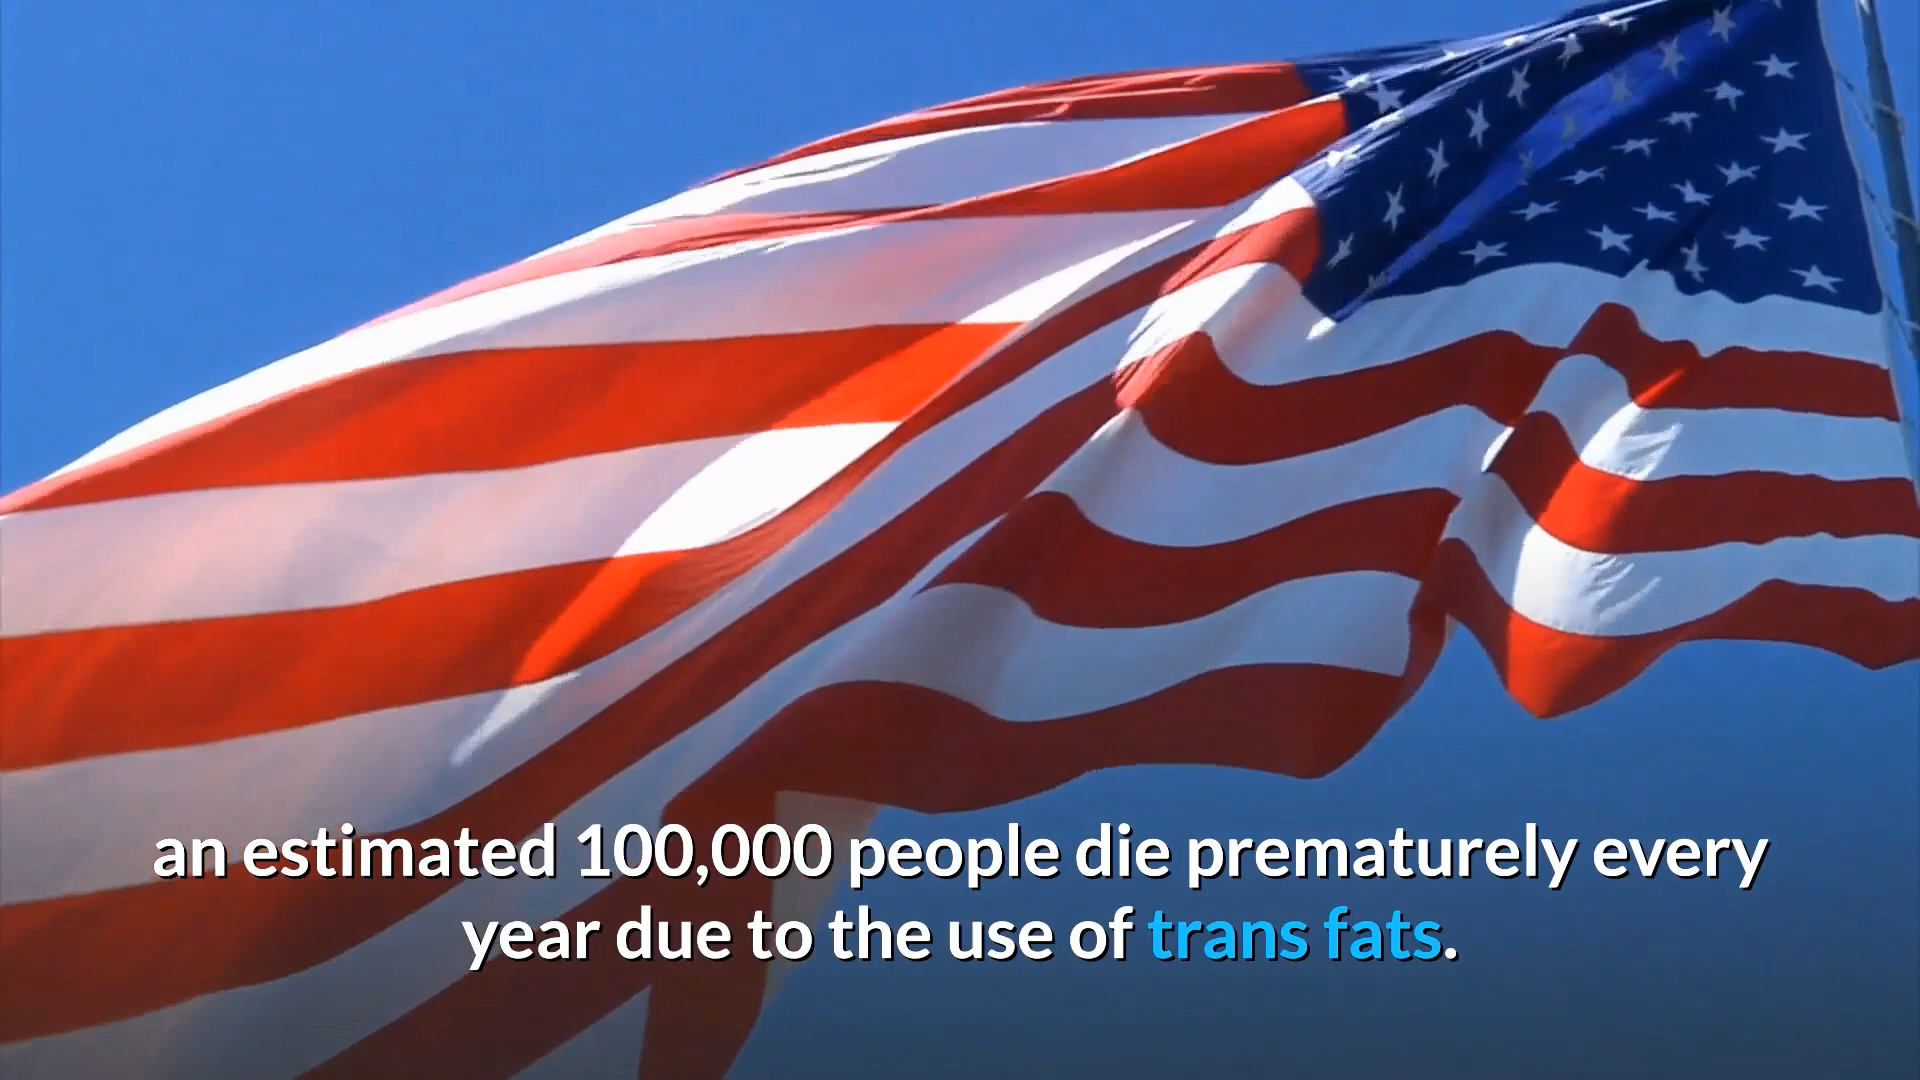 an estimated 100,000 people die prematurely every
year due to the use of trans fats.